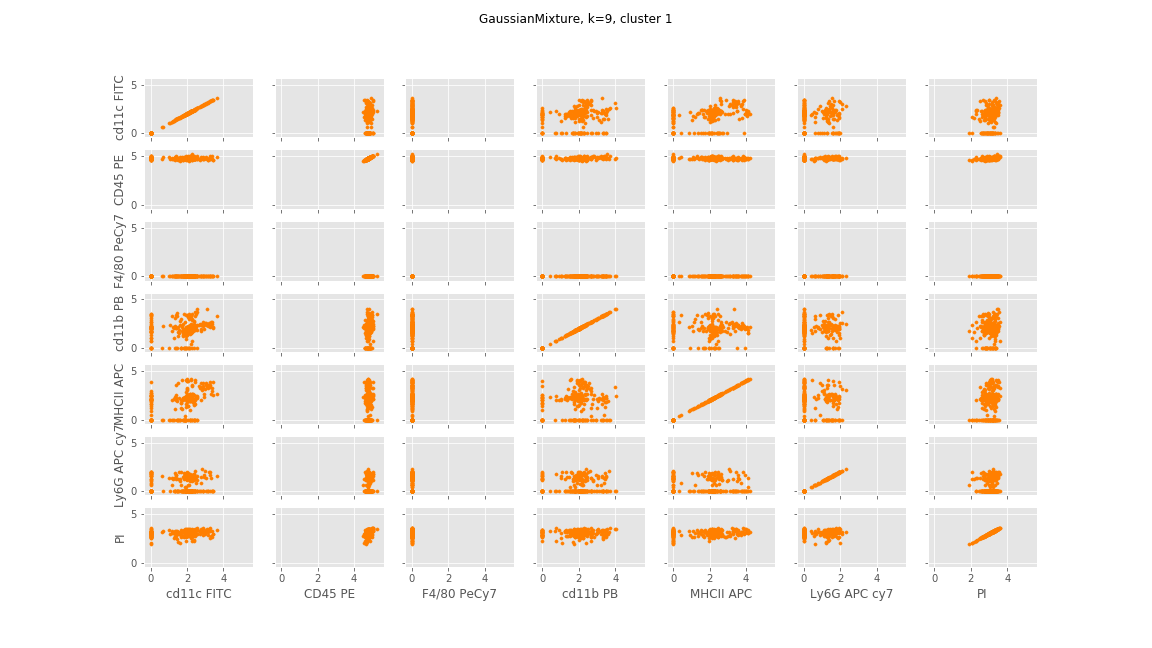 GaussianMixture, k=9, cluster 1
cd11c FITC
5
0
CD45 PE
5
0
F4/80 PeCy7
5
0
cd11b PB
5
0
MHCII APC
5
0
Ly6G APC cy7
5
0
PI
5
0
0 2 4 0 2 4 0 2 4 0 2 4 0 2 4 0 2 4 0 2 4
cd11c FITC CD45 PE F4/80 PeCy7 cd11b PB MHCII APC Ly6G APC cy7 PI